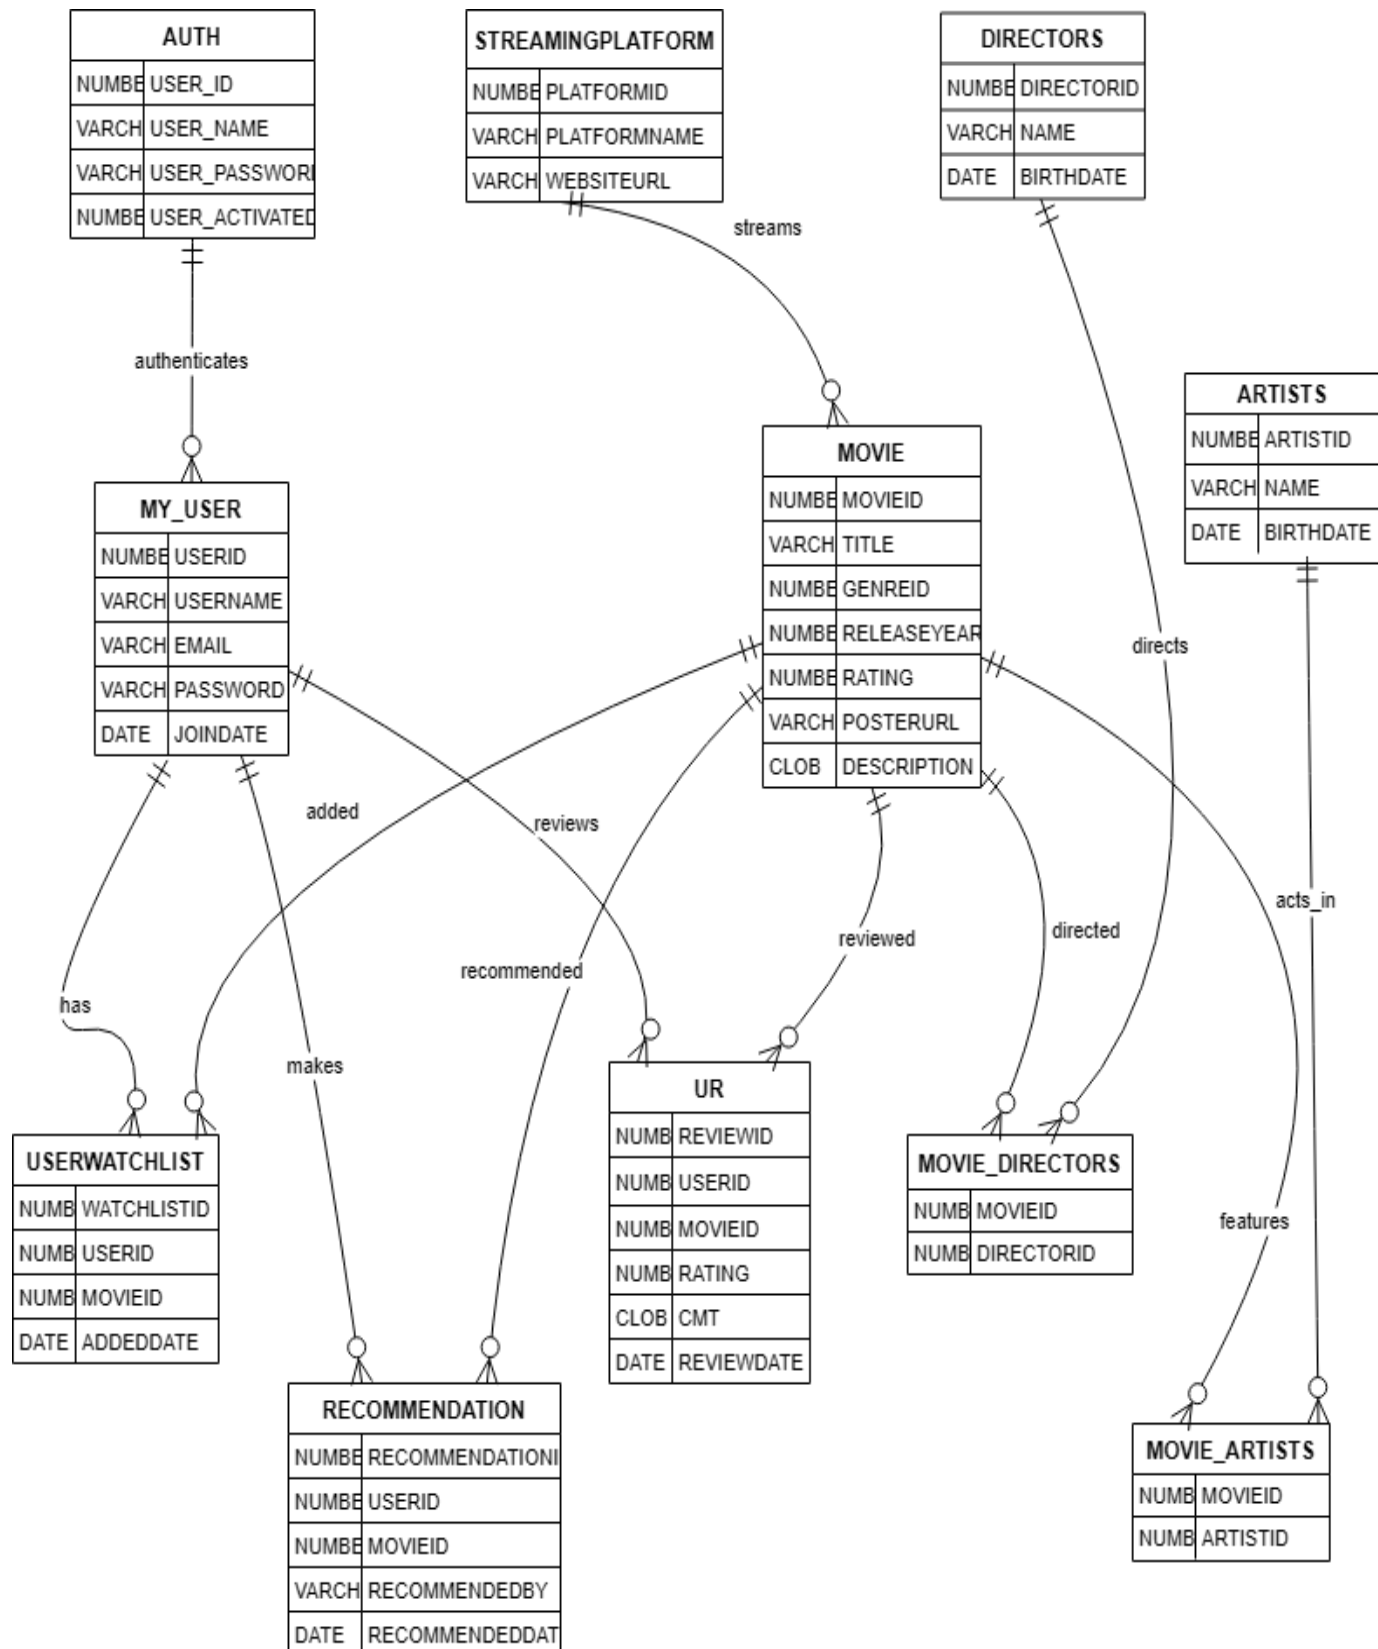 AUTH
NUMBE USER_ID
VARCH USER_NAME
VARCH USER_PASSWORI
NUMBE USER_ACTIVATED
STREAMINGPLATFORM
NUMBE PLATFORMID
VARCH PLATFORMNAME
VARCH WEBSITEURL
DIRECTORS
NUMBE DIRECTORID
VARCH NAME
DATE BIRTHDATE
streams
authenticates
ARTISTS
NUMBE ARTISTID
VARCH NAME
DATE BIRTHDATE
MOVIE
NUMBE MOVIEID
VARCH TITLE
NUMBE GENREID
NUMBE RELEASEYEAR
NUMBE RATING
VARCH POSTERURL
CLOB DESCRIPTION
MY_USER
NUMBE USERID
VARCH USERNAME
VARCH EMAIL
VARCH PASSWORD
DATE JOINDATE
directs
added
reviews
acts_in
reviewed
directed
recommended
has
makes
features
USERWATCHLIST
NUMB WATCHLISTID
NUMB USERID
NUMB MOVIEID
DATE ADDEDDATE
UR
NUMB REVIEWID
NUMB USERID
NUMB MOVIEID
NUMB RATING
CLOB CMT
DATE REVIEWDATE
MOVIE_DIRECTORS
NUMB MOVIEID
NUMB DIRECTORID
RECOMMENDATION
NUMBE RECOMMENDATIONI
NUMBE USERID
NUMBE MOVIEID
VARCH RECOMMENDEDBY
DATE RECOMMENDEDDAT
MOVIE_ARTISTS
NUMB MOVIEID
NUMB ARTISTID